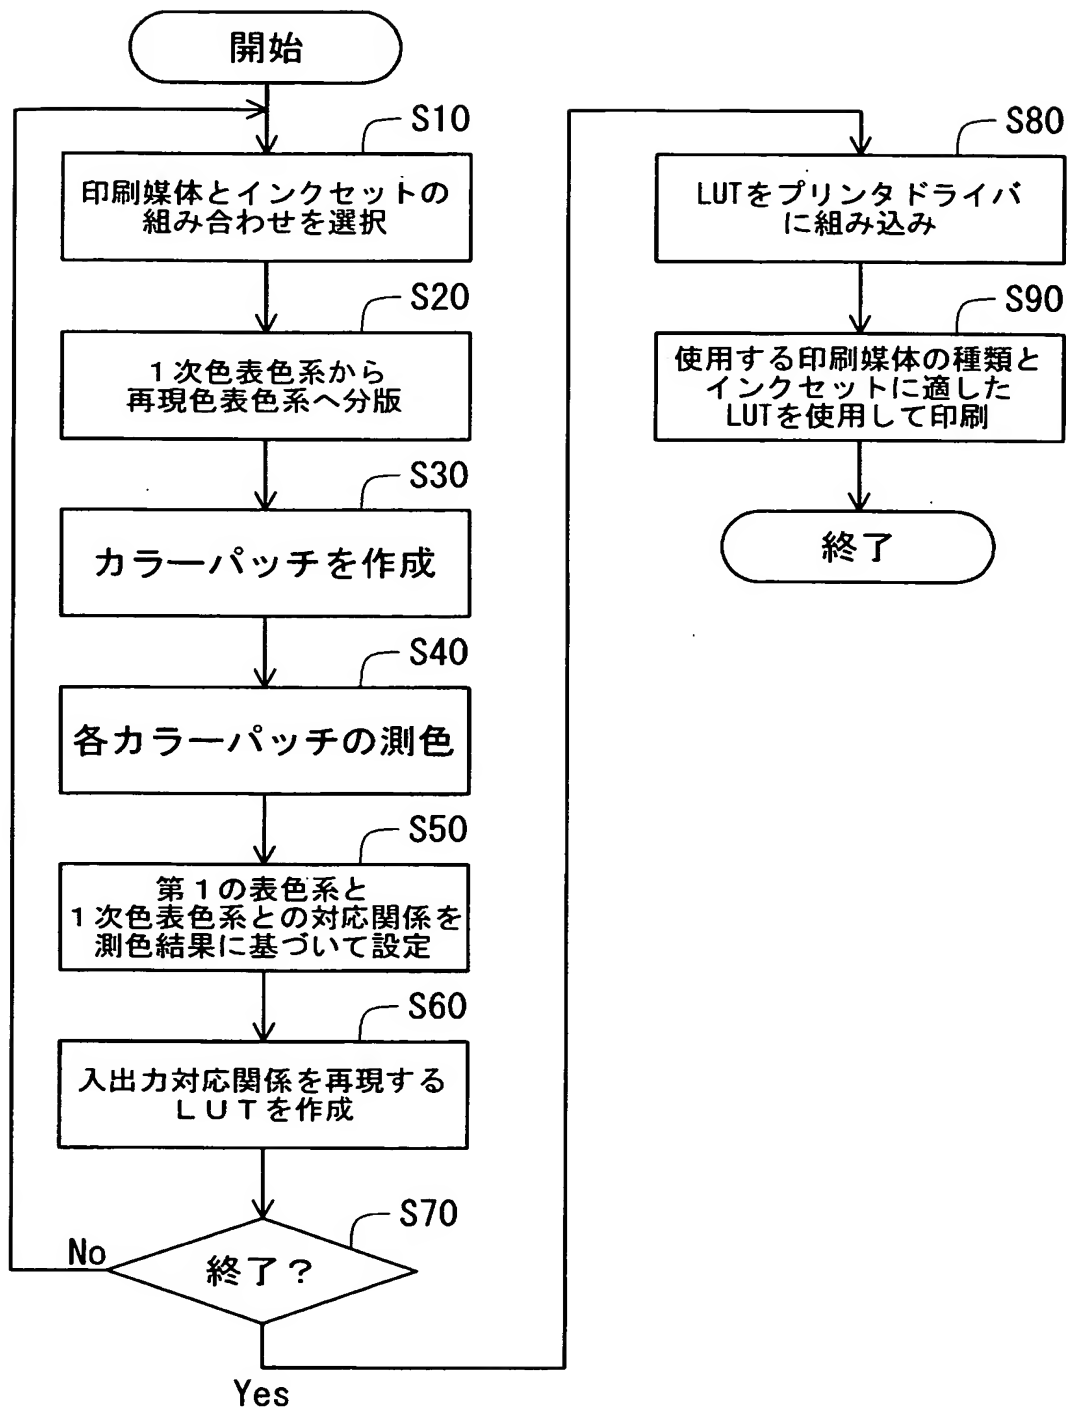 開始
S10
印刷媒体とインクセットの
組み合わせを選択
S20
1次色表色系から
再現色表色系へ分版
S30
カラーパッチを作成
S40
各カラーパッチの測色
S50
第1の表色系と
1次色表色系との対応関係を
測色結果に基づいて設定
S60
入出力対応関係を再現する
LUTを作成
S70
終了?
No
Yes
S80
LUTをプリンタドライバ
に組み込み
S90
使用する印刷媒体の種類と
インクセットに適した
LUTを使用して印刷
終了